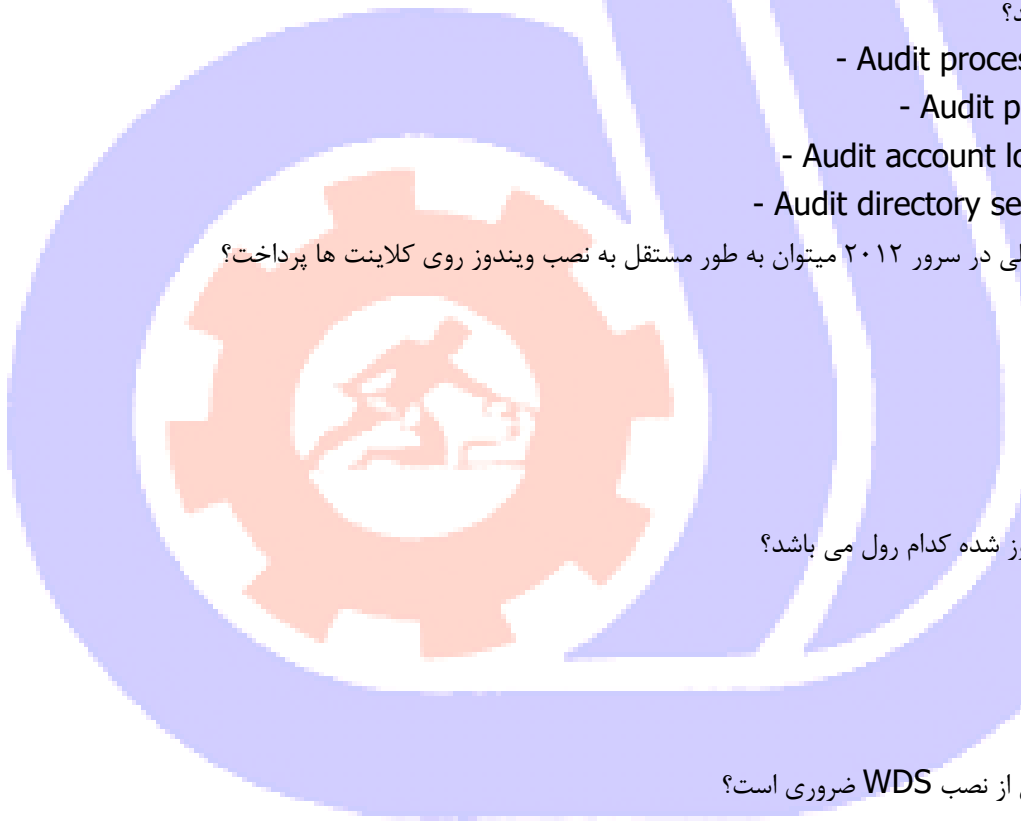 د؟
- Audit proces
- Audit p
- Audit account lo
- Audit directory se
لی در سرور ۲۰۱۲ میتوان به طور مستقل به نصب ویندوز روی کلاینت ها پرداخت؟
وز شده کدام رول می باشد؟
از نصب WDS ضروری است؟